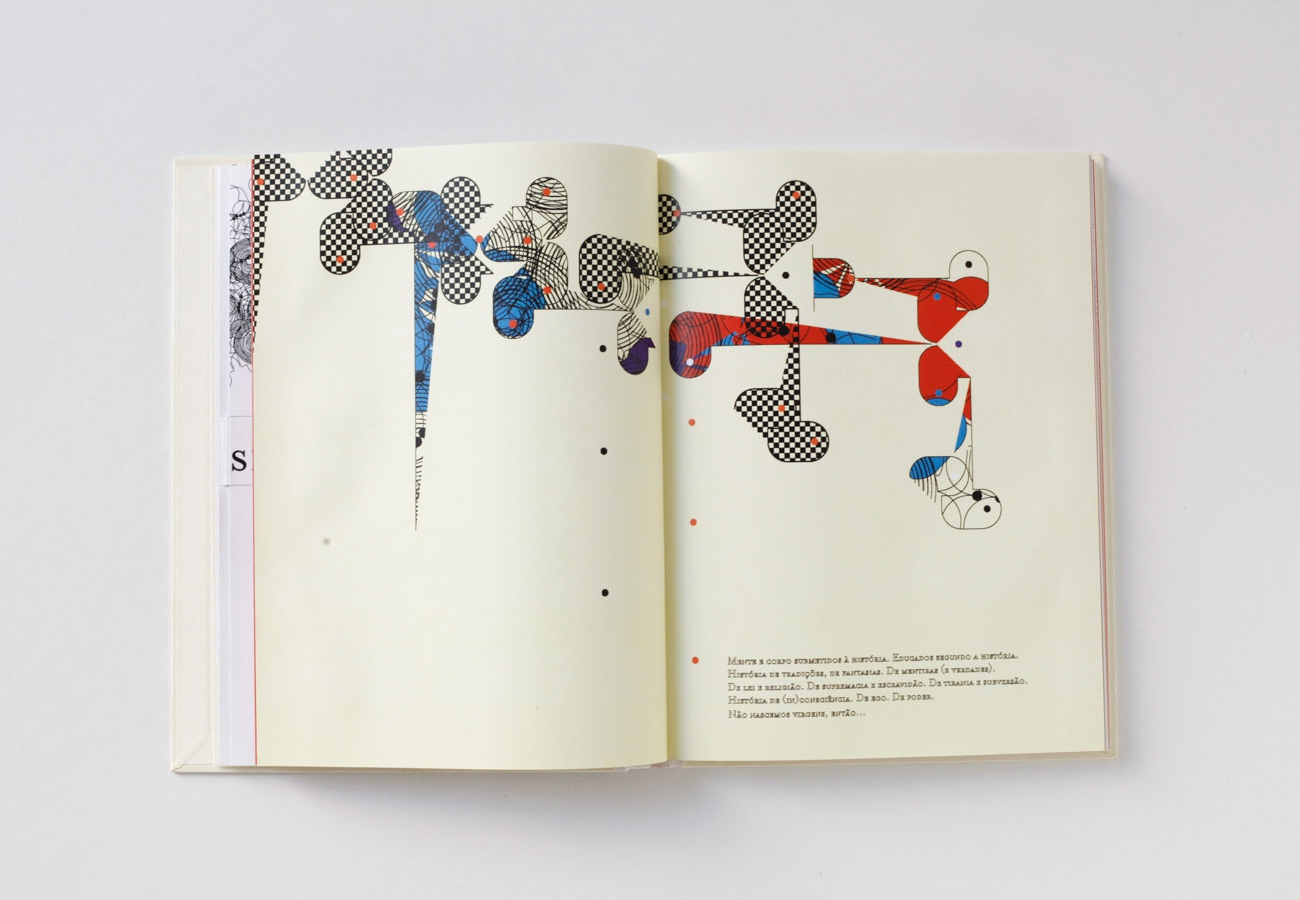 S
Mente e corpo submetidos à história. Educados segundo a história.
História de tradições, de fantasias. De mentiras (e verdades).
De lei e religião. De supremacia e escravidão. De tirania e subversão.
História de (in)consciência. De ego. De poder.
Não nascemos virgens, então...